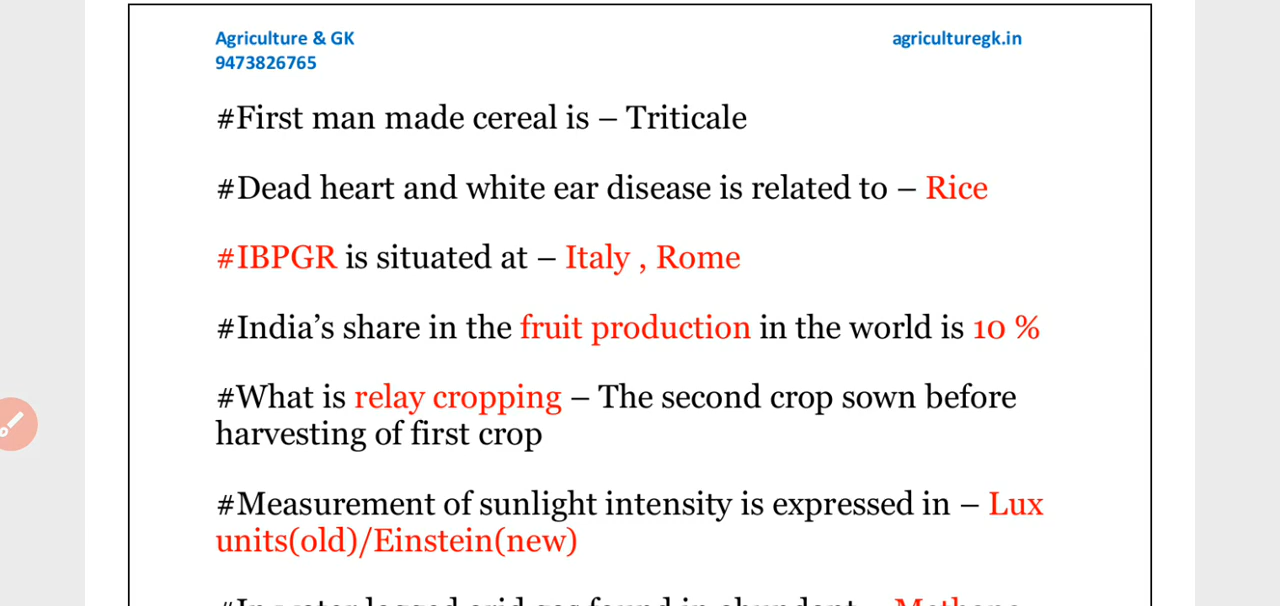 Agriculture & GK agriculturegk.in
9473826765
#First man made cereal is – Triticale
#Dead heart and white ear disease is related to – Rice
#IBPGR is situated at – Italy , Rome
#India’s share in the fruit production in the world is 10 %
#What is relay cropping – The second crop sown before
harvesting of first crop
#Measurement of sunlight intensity is expressed in – Lux
units(old)/Einstein(new)